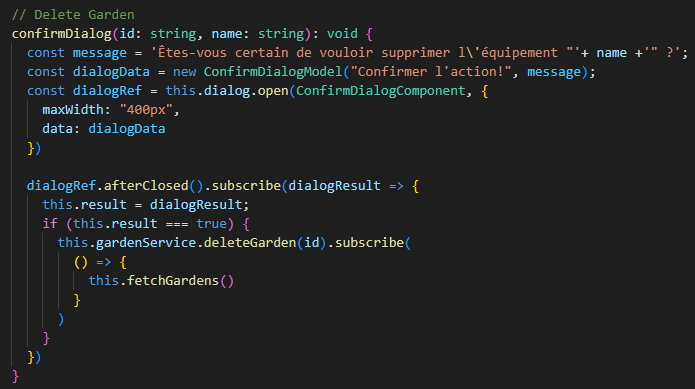 // Delete Garden
confirmDialog(id: string, name: string): void {
  const message = 'Êtes-vous certain de vouloir supprimer l\'équipement "'+ name +'" ?';
  const dialogData = new ConfirmDialogModel("Confirmer l'action!", message);
  const dialogRef = this.dialog.open(ConfirmDialogComponent, {
    maxWidth: "400px",
    data: dialogData
  })

  dialogRef.afterClosed().subscribe(dialogResult => {
    this.result = dialogResult;
    if (this.result === true) {
      this.gardenService.deleteGarden(id).subscribe(
        () => {
          this.fetchGardens()
        }
      )
    }
  })
}